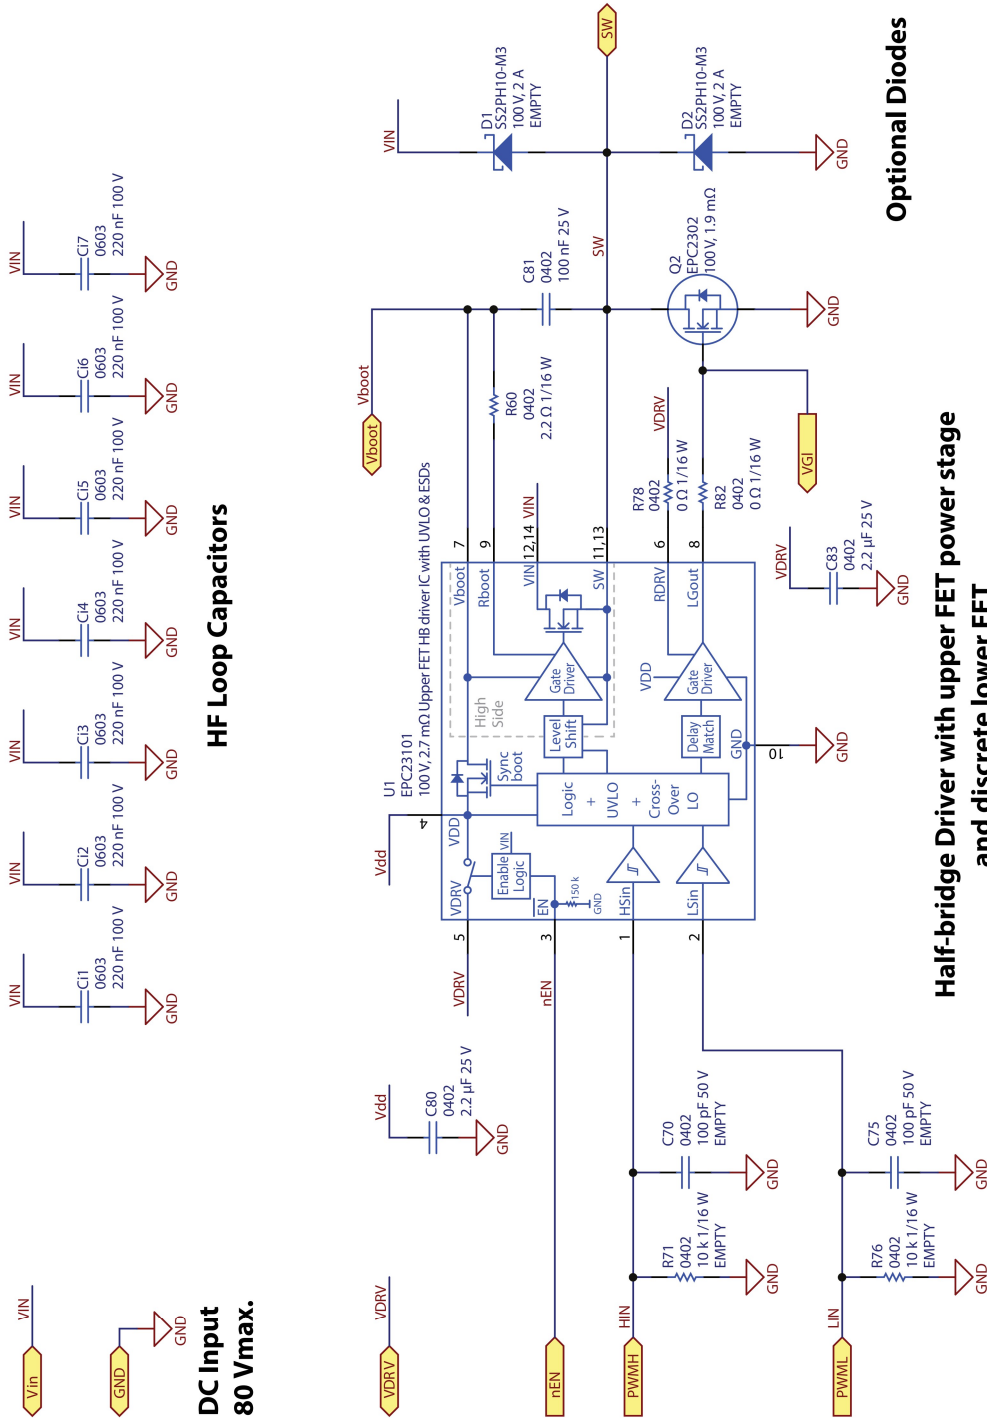 VIN
Vin
GND
GND
DC Input
80 Vmax.
VIN
Ci1
0603
220 nF 100 V
GND
VIN
Ci2
0603
220 nF 100 V
GND
VIN
Ci3
0603
220 nF 100 V
GND
VIN
Ci4
0603
220 nF 100 V
GND
VIN
Ci5
0603
220 nF 100 V
GND
VIN
Ci6
0603
220 nF 100 V
GND
VIN
Ci7
0603
220 nF 100 V
GND
HF Loop Capacitors
VDRV
VDRV
Vdd
C80
0402
2.2 µF 25 V
GND
nEN
nEN
PWMH
HIN
R71
0402
10 k 1/16 W
EMPTY
GND
C70
0402
100 pF 50 V
EMPTY
GND
PWML
LIN
R76
0402
10 k 1/16 W
EMPTY
GND
C75
0402
100 pF 50 V
EMPTY
GND
Vdd
U1
EPC23101
100 V, 2.7 mΩ Upper FET HB driver IC with UVLO & ESDs
4
VDRV
5
VDRV
VDD
3
EN
Enable
Logic
VIN
150 k
GND
1
HSin
2
LSin
Sync
boot
Logic
+
UVLO
+
Cross-
Over
LO
High
Side
Level
Shift
Gate
Driver
Delay
Match
VDD
Gate
Driver
GND
10
GND
Vboot
7
Rboot
9
VIN
12,14
VIN
SW
11,13
RDRV
6
LGout
8
Vboot
Vboot
R60
0402
2.2 Ω 1/16 W
C81
0402
100 nF 25 V
SW
R78
0402
0 Ω 1/16 W
VDRV
R82
0402
0 Ω 1/16 W
VGl
VDRV
C83
0402
2.2 µF 25 V
GND
Q2
EPC2302
100 V, 1.9 mΩ
GND
VIN
D1
SS2PH10-M3
100 V, 2 A
EMPTY
SW
D2
SS2PH10-M3
100 V, 2 A
EMPTY
GND
Optional Diodes
Half-bridge Driver with upper FET power stage
and discrete lower FET